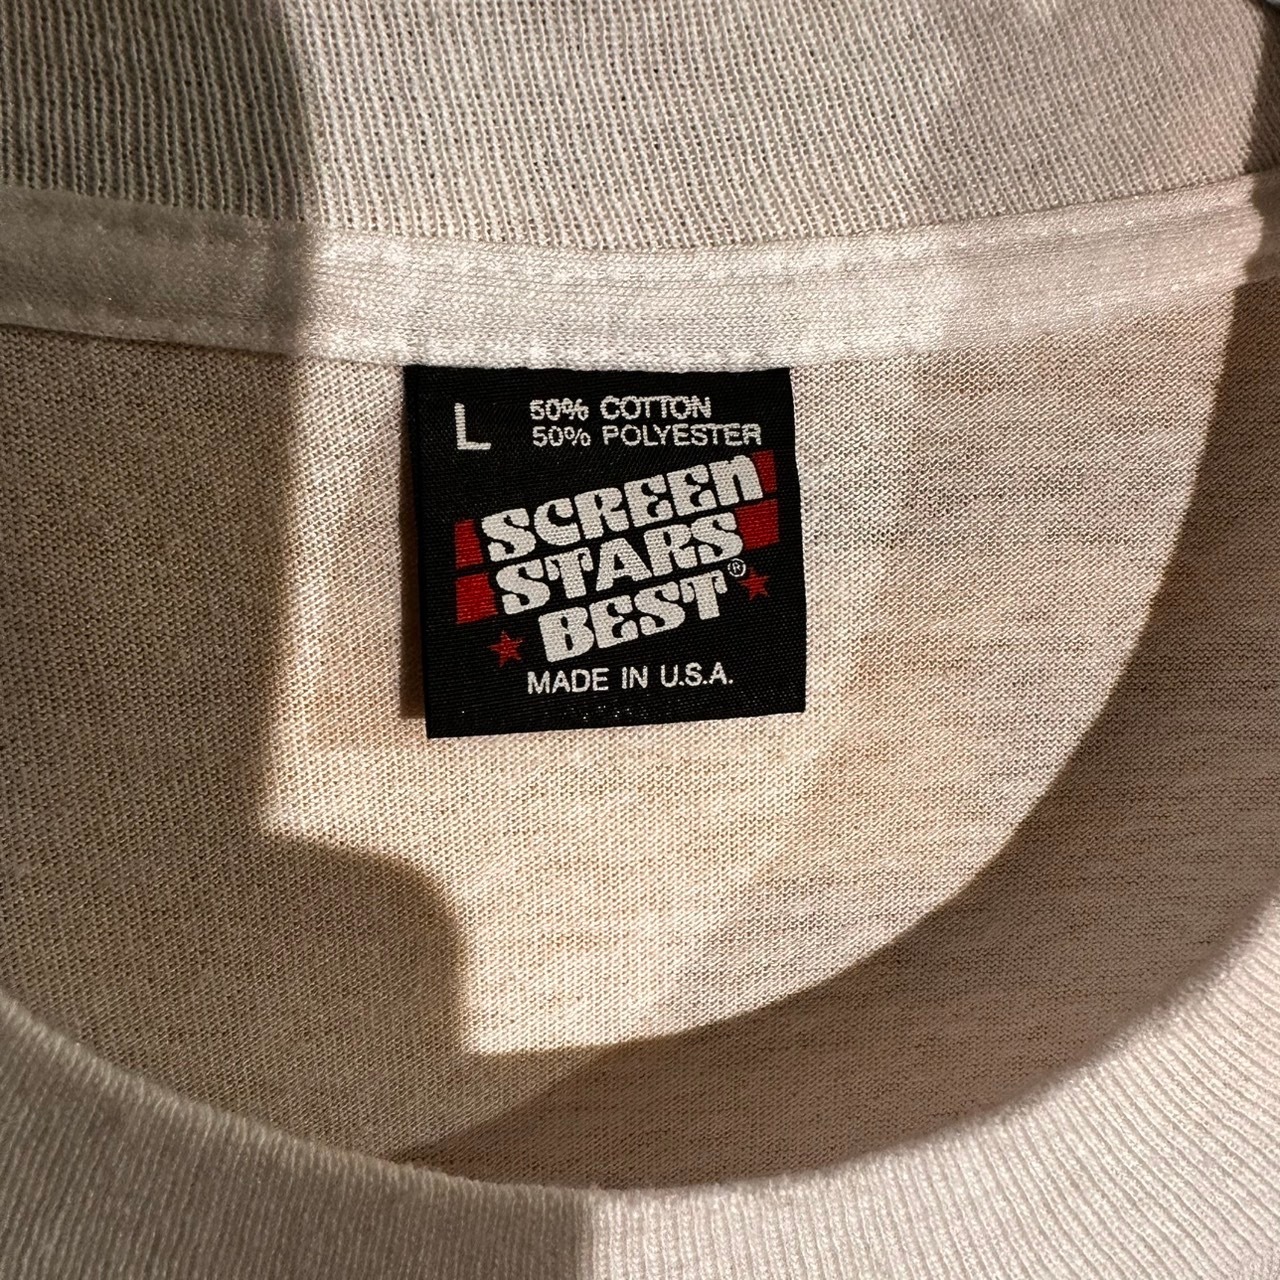 L
50% COTTON
50% POLYESTER
SCREEN
STARS
BEST®
MADE IN U.S.A.